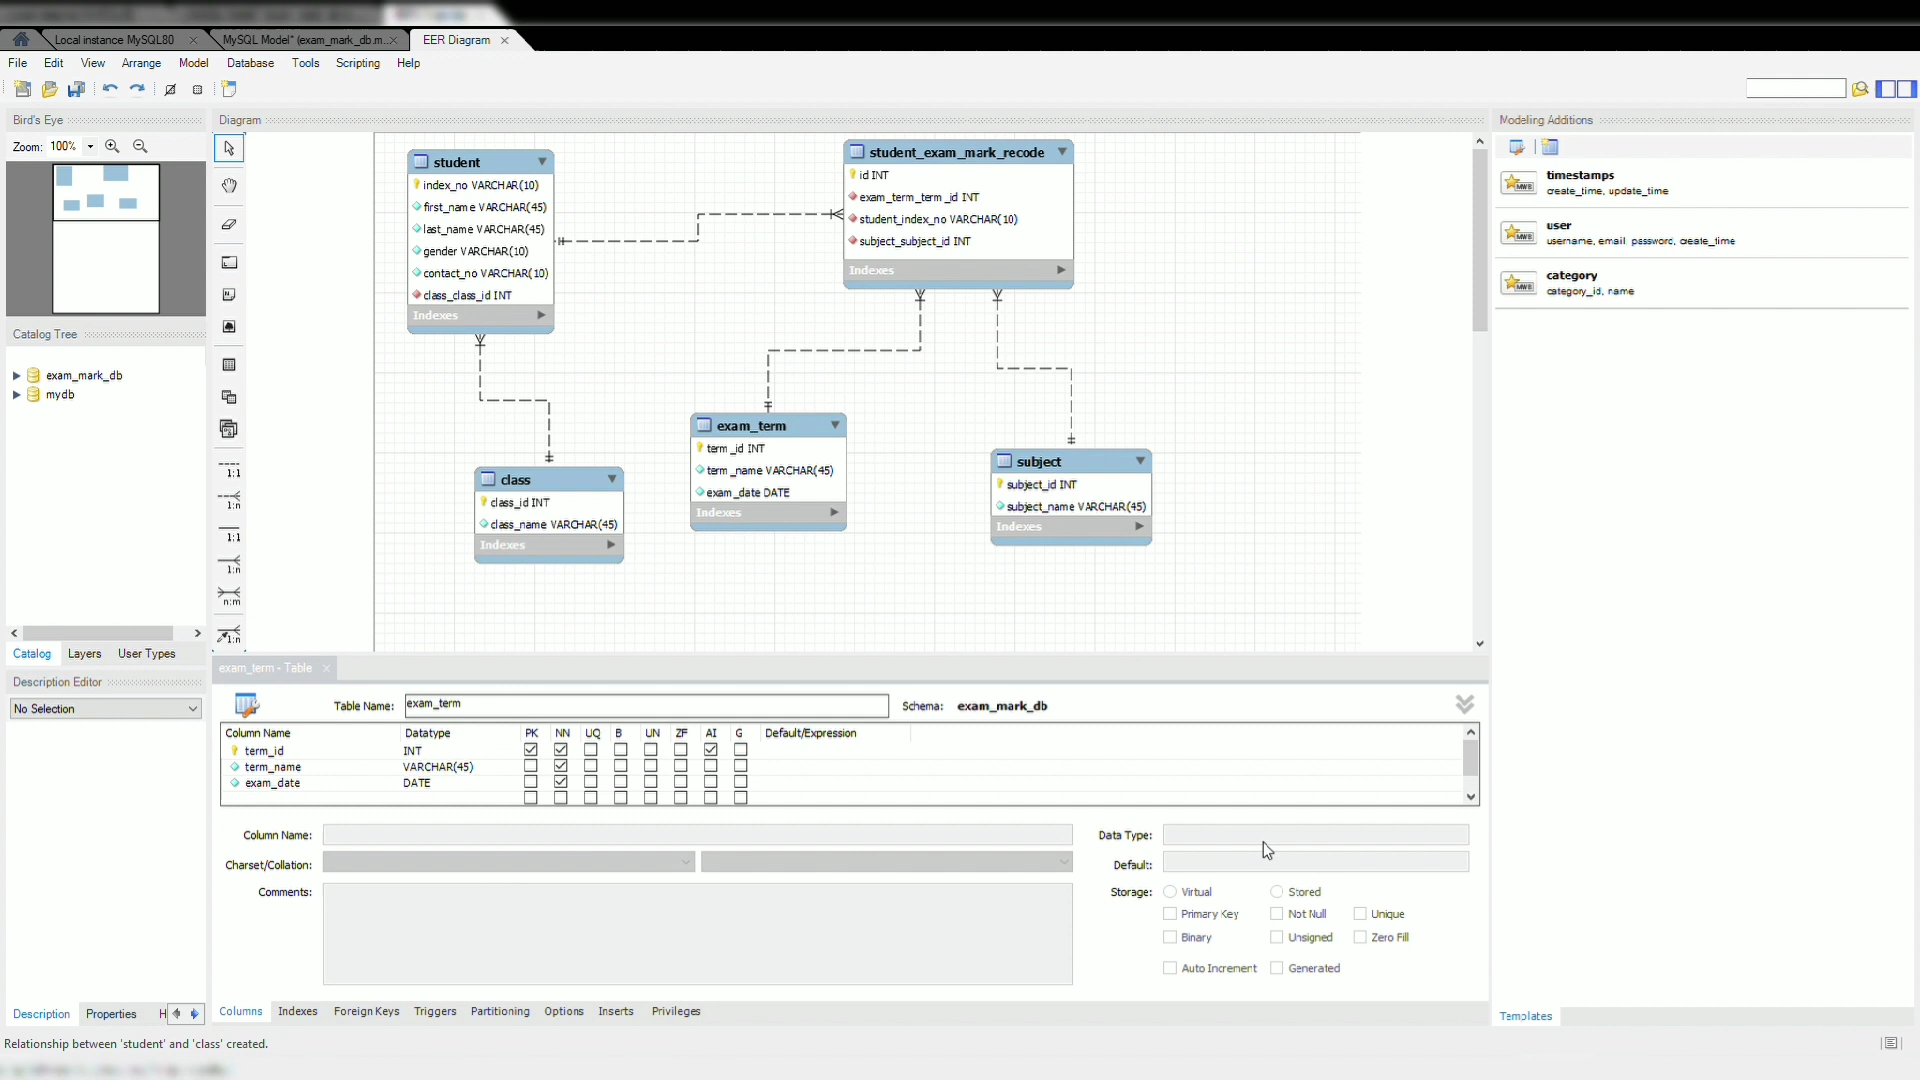 Local instance MySQL80
MySQL Model* (exam_mark_db.m...
EER Diagram
File Edit View Arrange Model Database Tools Scripting Help
Bird's Eye
Zoom: 100%
Catalog Tree
exam_mark_db
mydb
Catalog Layers User Types
Description Editor
No Selection
Description Properties H
Diagram
1:1
1:n
1:1
1:n
n:m
1:n
student
index_no VARCHAR(10)
first_name VARCHAR(45)
last_name VARCHAR(45)
gender VARCHAR(10)
contact_no VARCHAR(10)
class_class_id INT
Indexes
student_exam_mark_recode
id INT
exam_term_term _id INT
student_index_no VARCHAR(10)
subject_subject_id INT
Indexes
class
class_id INT
class_name VARCHAR(45)
Indexes
exam_term
term _id INT
term_name VARCHAR(45)
exam_date DATE
Indexes
subject
subject_id INT
subject_name VARCHAR(45)
Indexes
Modeling Additions
timestamps
create_time, update_time
user
username, email, password, create_time
category
category_id, name
Templates
exam_term - Table
Table Name: exam_term Schema: exam_mark_db
Column Name Datatype PK NN UQ B UN ZF AI G Default/Expression
term_id INT
term_name VARCHAR(45)
exam_date DATE
Column Name: Data Type:
Charset/Collation: Default:
Comments: Storage: Virtual Stored
Primary Key Not Null Unique
Binary Unsigned Zero Fill
Auto Increment Generated
Columns Indexes Foreign Keys Triggers Partitioning Options Inserts Privileges
Relationship between 'student' and 'class' created.